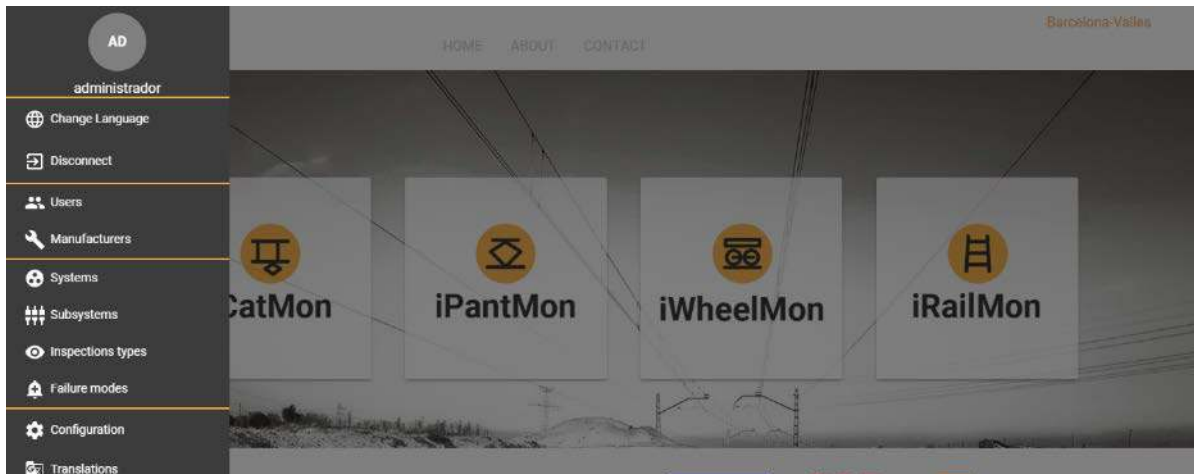 AD
administrador
Change Language
Disconnect
Users
Manufacturers
Systems
Subsystems
Inspections types
Failure modes
Configuration
Translations
Barcelona-Valles
HOME ABOUT CONTACT
CatMon
iPantMon
iWheelMon
iRailMon